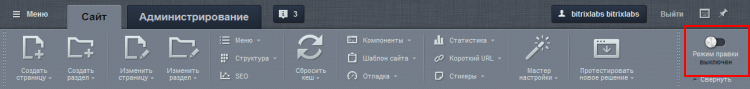 Меню
Сайт
Администрирование
3
bitrixlabs bitrixlabs
Выйти
Создать
страницу
Создать
раздел
Изменить
страницу
Изменить
раздел
Меню
Структура
SEO
Сбросить
кеш
Компоненты
Шаблон сайта
Отладка
Статистика
Короткий URL
Стикеры
Мастер
настройки
Протестировать
новое решение
Режим правки
выключен
Свернуть